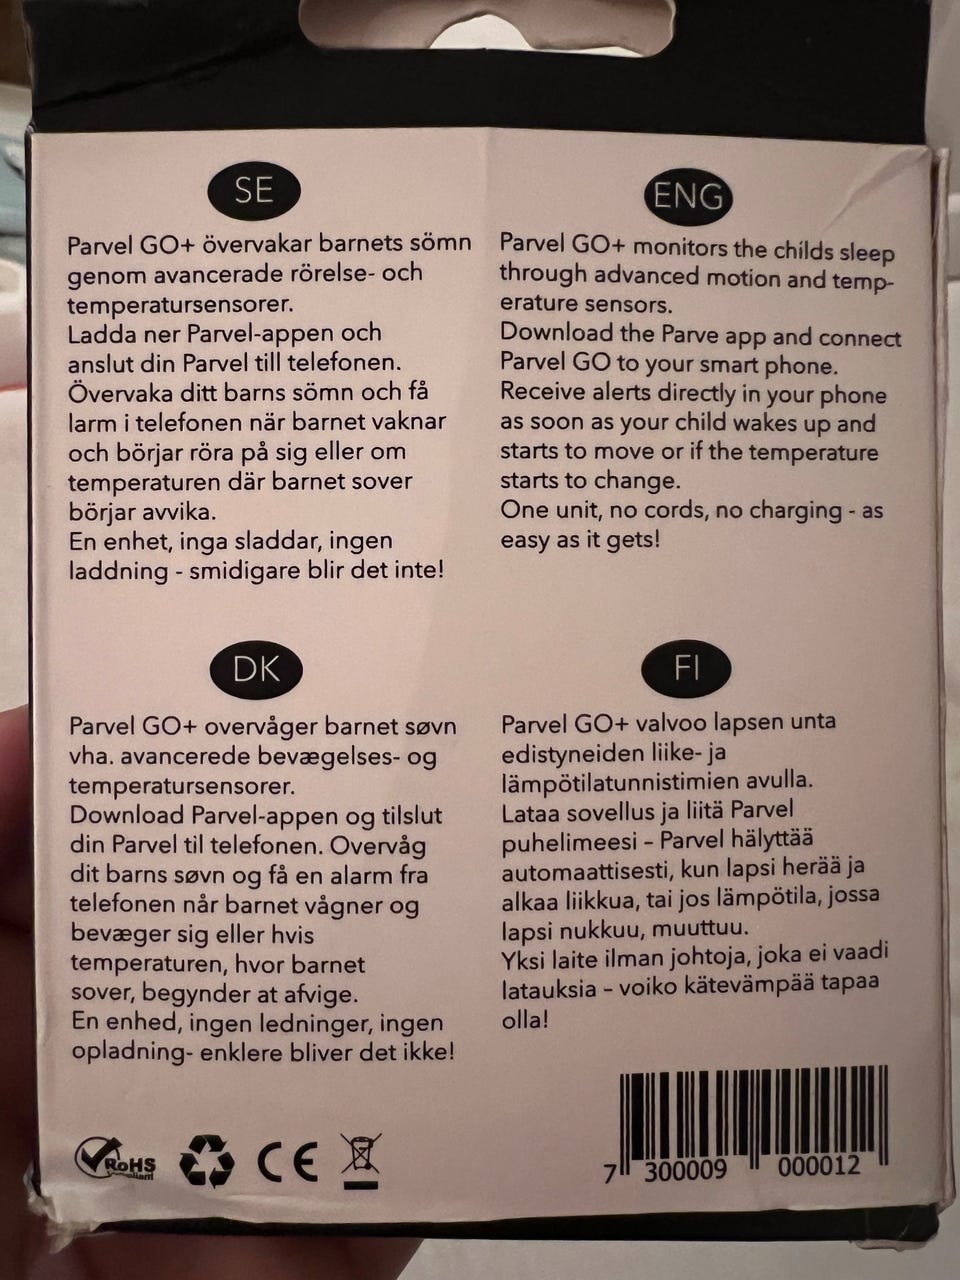 SE
Parvel GO+ övervakar barnets sömn
genom avancerade rörelse- och
temperatursensorer.
Ladda ner Parvel-appen och
anslut din Parvel till telefonen.
Övervaka ditt barns sömn och få
larm i telefonen när barnet vaknar
och börjar röra på sig eller om
temperaturen där barnet sover
börjar avvika.
En enhet, inga sladdar, ingen
laddning - smidigare blir det inte!
ENG
Parvel GO+ monitors the childs sleep
through advanced motion and temp-
erature sensors.
Download the Parve app and connect
Parvel GO to your smart phone.
Receive alerts directly in your phone
as soon as your child wakes up and
starts to move or if the temperature
starts to change.
One unit, no cords, no charging - as
easy as it gets!
DK
Parvel GO+ overvåger barnet søvn
vha. avancerede bevægelses- og
temperatursensorer.
Download Parvel-appen og tilslut
din Parvel til telefonen. Overvåg
dit barns søvn og få en alarm fra
telefonen når barnet vågner og
bevæger sig eller hvis
temperaturen, hvor barnet
sover, begynder at afvige.
En enhed, ingen ledninger, ingen
opladning- enklere bliver det ikke!
FI
Parvel GO+ valvoo lapsen unta
edistyneiden liike- ja
lämpötilatunnistimien avulla.
Lataa sovellus ja liitä Parvel
puhelimeesi – Parvel hälyttää
automaattisesti, kun lapsi herää ja
alkaa liikkua, tai jos lämpötila, jossa
lapsi nukkuu, muuttuu.
Yksi laite ilman johtoja, joka ei vaadi
latauksia – voiko kätevämpää tapaa
olla!
RoHS
compliant
CE
7 300009 000012